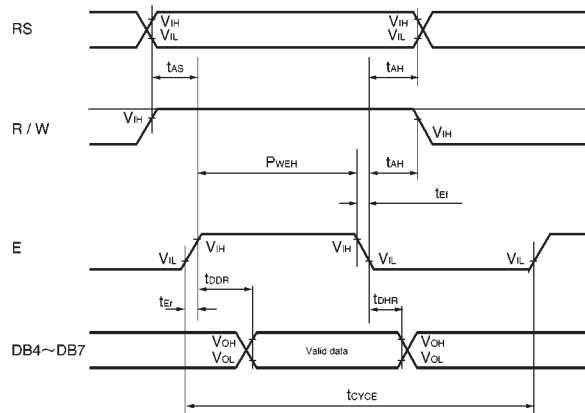 RS
VIH
VIL
VIH
VIL
tAS
tAH
R / W
VIH
VIH
PWEH
tAH
tEf
E
VIH
VIH
VIL
VIL
VIL
tDDR
tDHR
tEr
DB4～DB7
VOH
VOL
Valid data
VOH
VOL
tCYCE